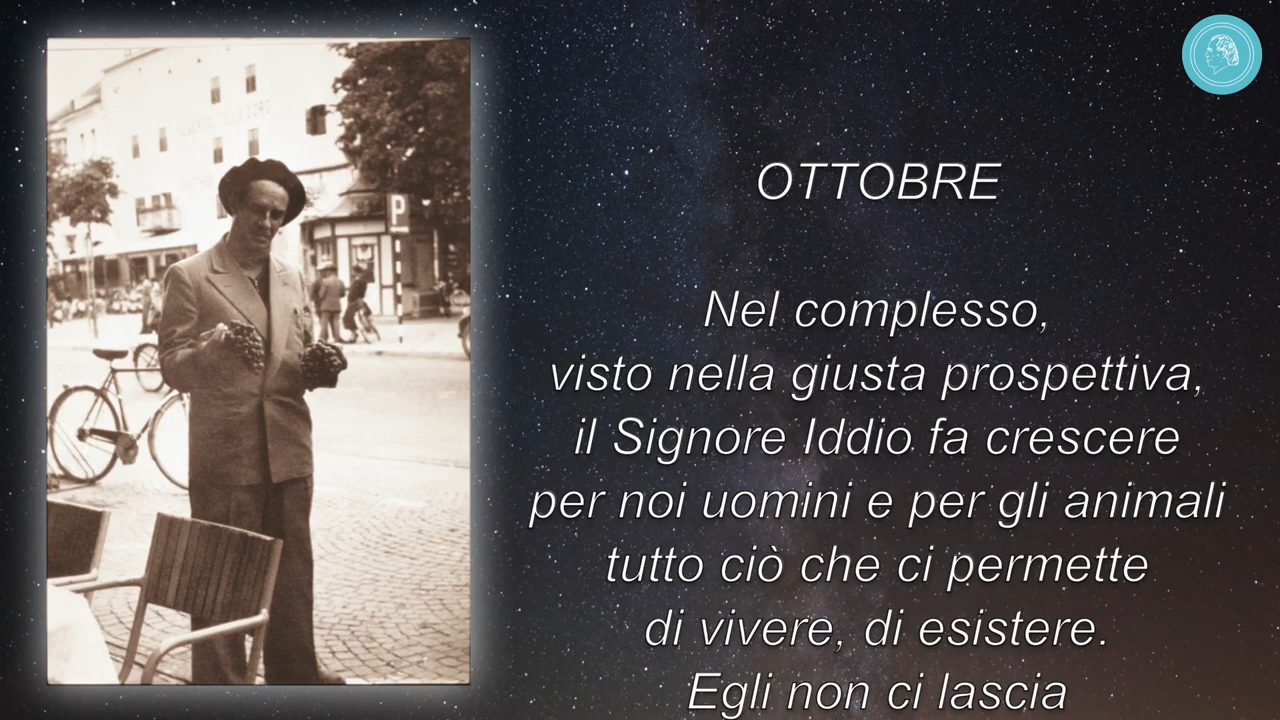 OTTOBRE
Nel complesso,
visto nella giusta prospettiva,
il Signore Iddio fa crescere
per noi uomini e per gli animali
tutto ciò che ci permette
di vivere, di esistere.
Egli non ci lascia
P